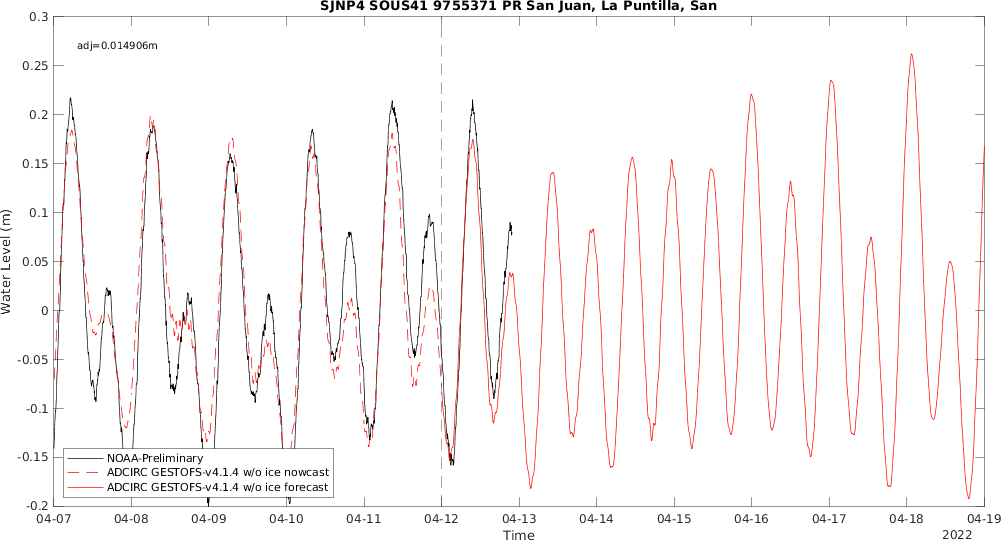 SJNP4 SOUS41 9755371 PR San Juan, La Puntilla, San
adj=0.014906m
0.3
0.25
0.2
0.15
0.1
0.05
0
-0.05
-0.1
-0.15
-0.2
Water Level (m)
NOAA-Preliminary
ADCIRC GESTOFS-v4.1.4 w/o ice nowcast
ADCIRC GESTOFS-v4.1.4 w/o ice forecast
04-07 04-08 04-09 04-10 04-11 04-12 04-13 04-14 04-15 04-16 04-17 04-18 04-19
Time
2022